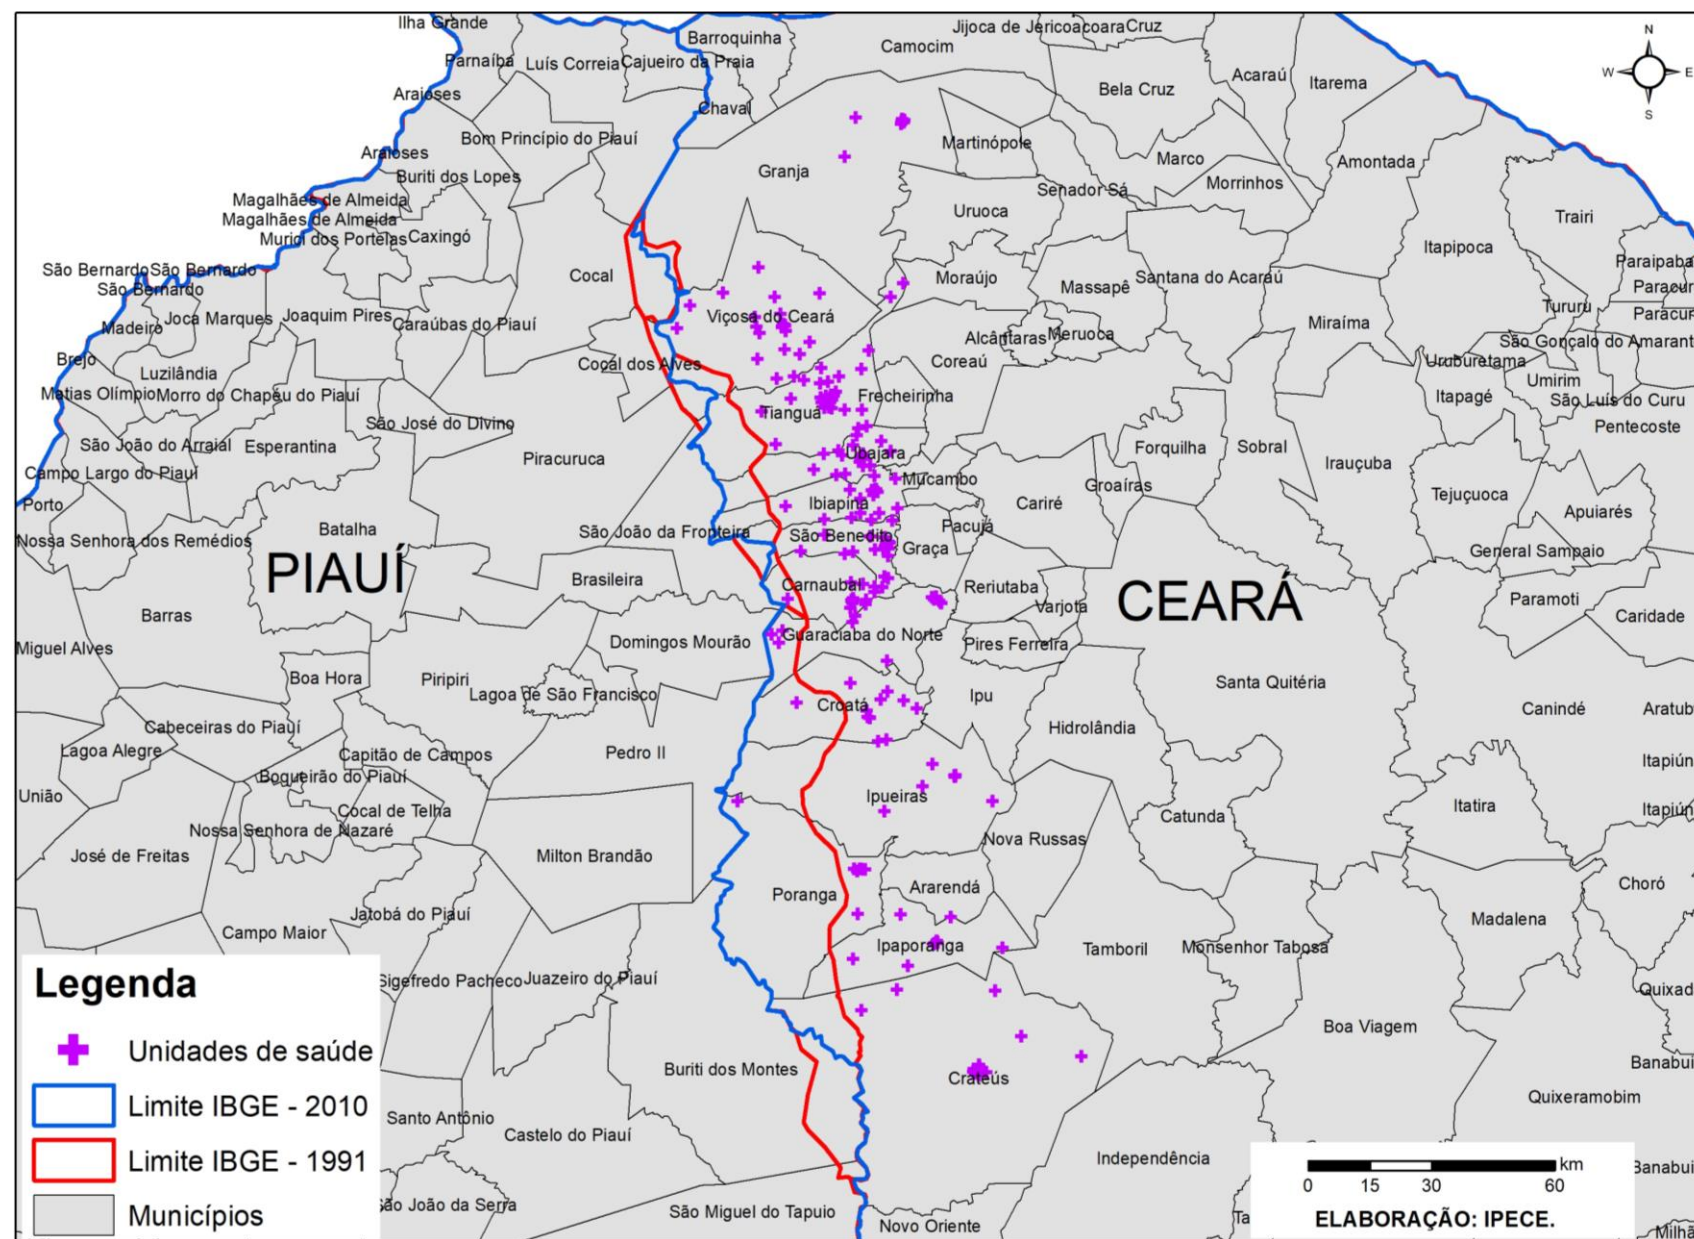 Ilha Grande
Barroquinha
Jijoca de Jericoacoara
Cruz
Camocim
Parnaíba
Luís Correia
Cajueiro da Praia
Acaraú
Itarema
Araioses
Bela Cruz
Chaval
N
W
E
S
Bom Princípio do Piauí
Martinópole
Araioses
Marco
Amontada
Buriti dos Lopes
Granja
Senador Sá
Morrinhos
Magalhães de Almeida
Magalhães de Almeida
Uruoca
Trairi
Murici dos Portelas
Caxingó
Itapipoca
São Bernardo
São Bernardo
São Bernardo
Cocal
Moraújo
Massapê
Santana do Acaraú
Paraipaba
Joca Marques
Joaquim Pires
Caraúbas do Piauí
Viçosa do Ceará
Tururu
Madeiro
Alcântaras
Meruoca
Miraíma
São Gonçalo do Amarant
Brejo
Luzilândia
Cocal dos Alves
Coreaú
Uruburetama
Umirim
Matias Olímpio
Morro do Chapéu do Piauí
Frecheirinha
Itapagé
São Luís do Curu
Tianguá
São José do Divino
Pentecoste
São João do Arraial
Esperantina
Piracuruca
Ubajara
Forquilha
Sobral
Irauçuba
Campo Largo do Piauí
Mucambo
Groaíras
Tejuçuoca
Porto
Ibiapina
Cariré
Apuiarés
Batalha
São João da Fronteira
São Benedito
Pacujá
Nossa Senhora dos Remédios
Graça
General Sampaio
PIAUÍ
Brasileira
Carnaubal
Reriutaba
CEARÁ
Varjota
Paramoti
Barras
Caridade
Miguel Alves
Domingos Mourão
Guaraciaba do Norte
Pires Ferreira
Boa Hora
Piripiri
Lagoa de São Francisco
Ipu
Santa Quitéria
Croatá
Canindé
Cabeceiras do Piauí
Hidrolândia
Lagoa Alegre
Capitão de Campos
Pedro II
Boqueirão do Piauí
União
Cocal de Telha
Ipueiras
Itatira
Catunda
Nossa Senhora de Nazaré
Nova Russas
José de Freitas
Milton Brandão
Poranga
Ararendá
Choró
Jatobá do Piauí
Madalena
Campo Maior
Ipaporanga
Tamboril
Monsenhor Tabosa
Sigefredo Pacheco
Juazeiro do Piauí
Boa Viagem
Buriti dos Montes
Crateús
Quixeramobim
Santo Antônio
Castelo do Piauí
Independência
São João da Serra
São Miguel do Tapuio
Novo Oriente
Legenda
Unidades de saúde
Limite IBGE - 2010
Limite IBGE - 1991
Municípios
km
0 15 30 60
ELABORAÇÃO: IPECE.